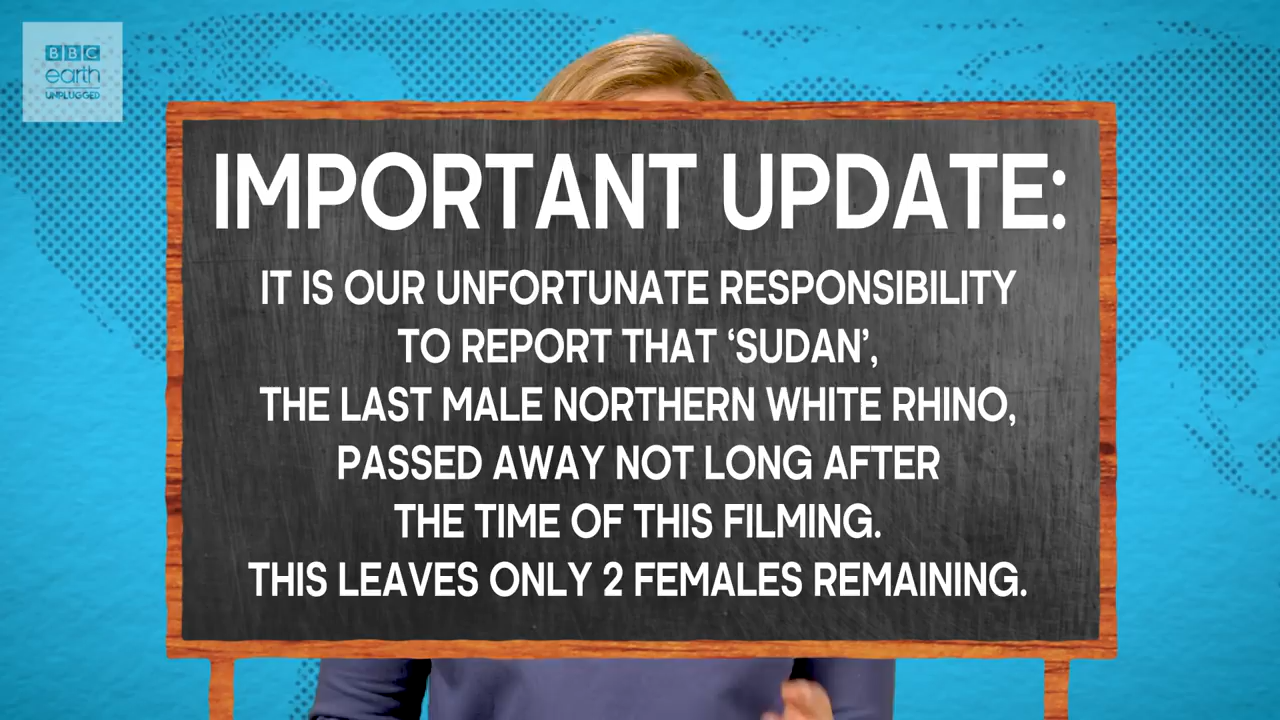 BBC
earth
UNPLUGGED
IMPORTANT UPDATE:
IT IS OUR UNFORTUNATE RESPONSIBILITY
TO REPORT THAT ‘SUDAN’,
THE LAST MALE NORTHERN WHITE RHINO,
PASSED AWAY NOT LONG AFTER
THE TIME OF THIS FILMING.
THIS LEAVES ONLY 2 FEMALES REMAINING.